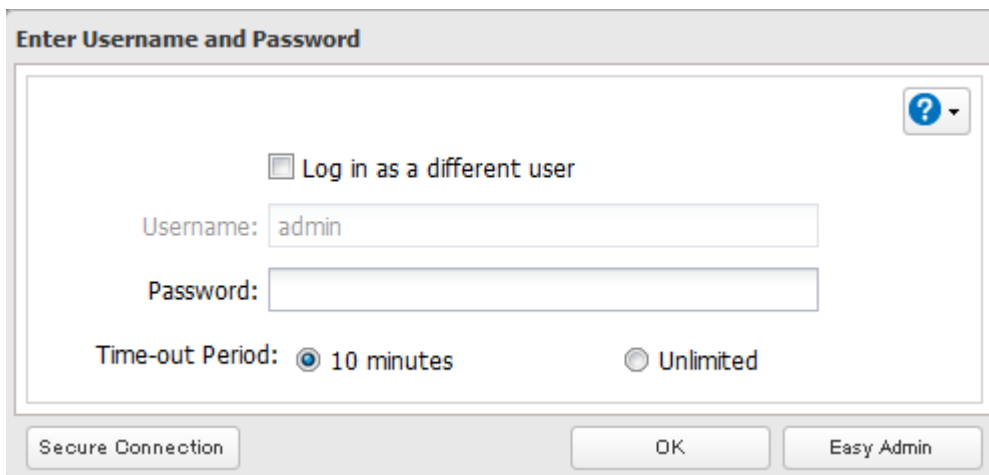 Enter Username and Password
?
Log in as a different user
Username: admin
Password:
Time-out Period: 10 minutes Unlimited
Secure Connection OK Easy Admin